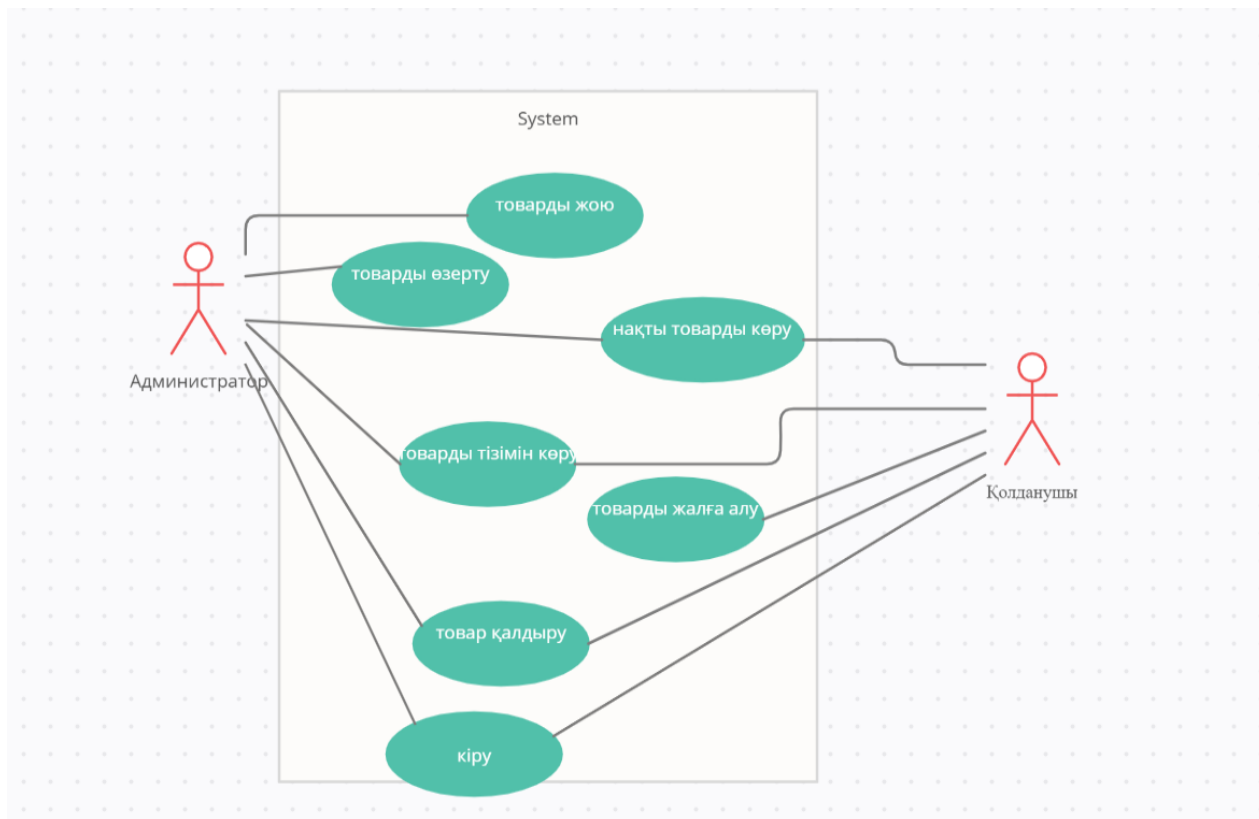 System
товарды жою
товарды өзерту
нақты товарды көру
Администратор
товарды тізімін көру
товарды жалға алу
Қолданушы
товар қалдыру
кіру